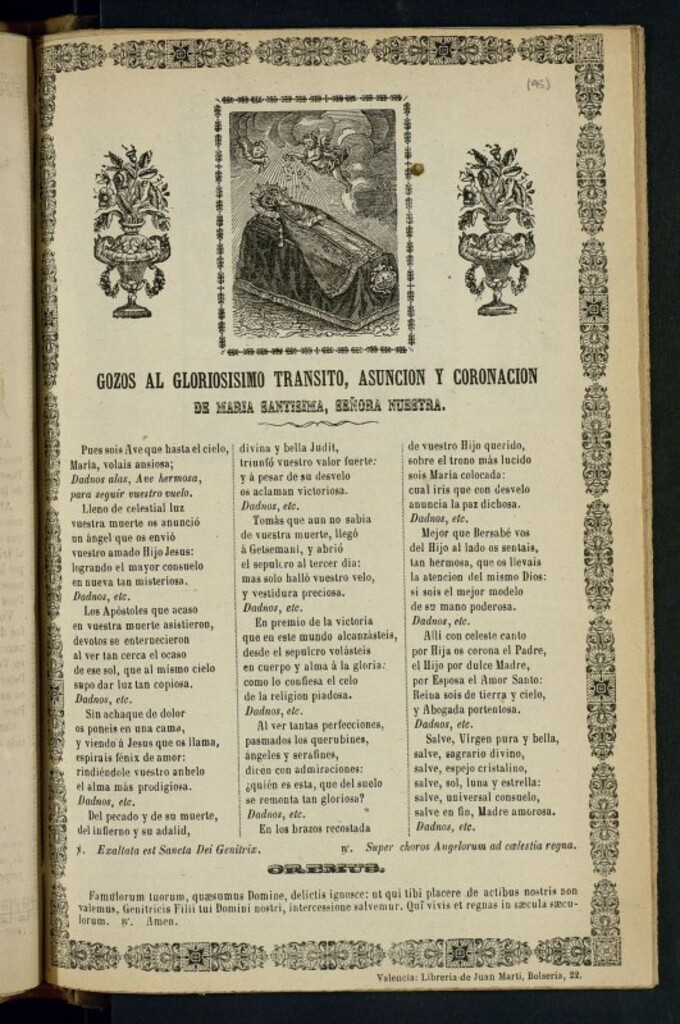 (95)
GOZOS AL GLORIOSISIMO TRANSITO, ASUNCION Y CORONACION
DE MARIA SANTISIMA, SEÑORA NUESTRA.
Pues sois Ave que hasta el cielo,
María, volais ansiosa;
Dadnos alas, Ave hermosa,
para seguir vuestro vuelo.
Lleno de celestial luz
vuestra muerte os anunció
un ángel que os envió
vuestro amado Hijo Jesus:
logrando el mayor consuelo
en nueva tan misteriosa.
Dadnos, etc.
Los Apóstoles que acaso
en vuestra muerte asistieron,
devotos se enternecieron
al ver tan cerca el ocaso
de ese sol, que al mismo cielo
supo dar luz tan copiosa.
Dadnos, etc.
Sin achaque de dolor
os poneis en una cama,
y viendo á Jesus que os llama,
espirais fénix de amor:
rindiéndole vuestro anhelo
el alma más prodigiosa.
Dadnos, etc.
Del pecado y de su muerte,
del infierno y su adalid,
divina y bella Judit,
triunfó vuestro valor fuerte:
y á pesar de su desvelo
os aclaman victoriosa.
Dadnos, etc.
Tomás que aun no sabia
de vuestra muerte, llegó
á Getsemani, y abrió
el sepulcro al tercer dia:
mas solo halló vuestro velo,
y vestidura preciosa.
Dadnos, etc.
En premio de la victoria
que en este mundo alcanzásteis,
desde el sepulcro volásteis
en cuerpo y alma á la gloria:
como lo confiesa el celo
de la religion piadosa.
Dadnos, etc.
Al ver tantas perfecciones,
pasmados los querubines,
ángeles y serafines,
dicen con admiraciones:
¿quién es esta, que del suelo
se remonta tan gloriosa?
Dadnos, etc.
En los brazos recostada
de vuestro Hijo querido,
sobre el trono más lucido
sois María colocada:
cual iris que con desvelo
anuncia la paz dichosa.
Dadnos, etc.
Mejor que Bersabé vos
del Hijo al lado os sentais,
tan hermosa, que os llevais
la atencion del mismo Dios:
si sois el mejor modelo
de su mano poderosa.
Dadnos, etc.
Allí con celeste canto
por Hija os corona el Padre,
el Hijo por dulce Madre,
por Esposa el Amor Santo:
Reina sois de tierra y cielo,
y Abogada portentosa.
Dadnos, etc.
Salve, Virgen pura y bella,
salve, sagrario divino,
salve, espejo cristalino,
salve, sol, luna y estrella:
salve, universal consuelo,
salve en fin, Madre amorosa.
Dadnos, etc.
℣. Exaltata est Sancta Dei Genitrix. ℟. Super choros Angelorum ad cælestia regna.
OREMUS.
Famulorum tuorum, quæsumus Domine, delictis ignosce: ut qui tibi placere de actibus nostris non
valemus, Genitricis Filii tui Domini nostri, intercessione salvemur. Qui vivis et regnas in sæcula sæcu-
lorum. ℟. Amen.
Valencia: Librería de Juan Martí, Bolseria, 22.